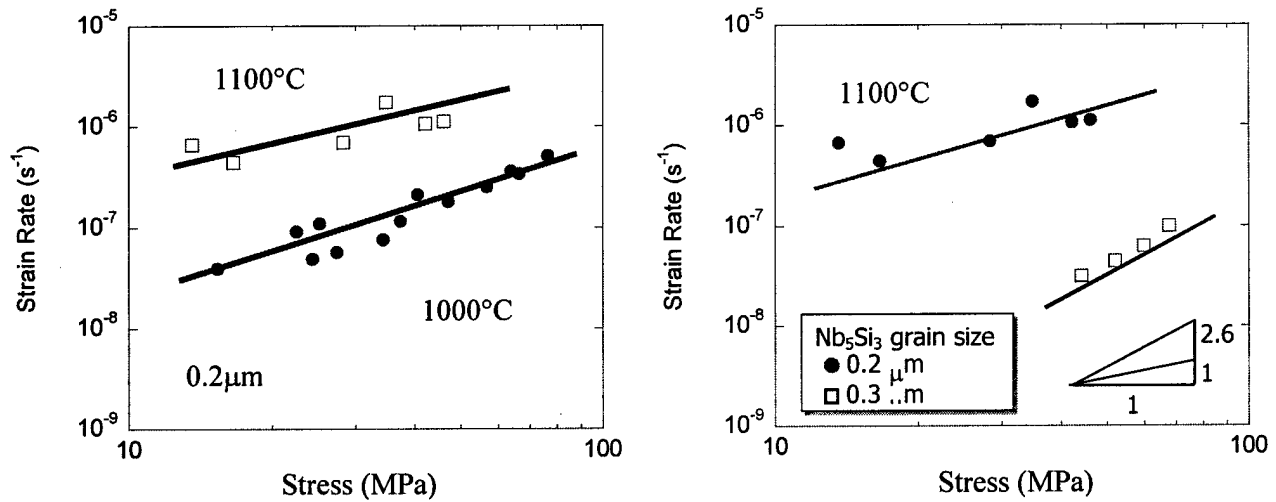 10⁻⁵
10⁻⁶
10⁻⁷
10⁻⁸
10⁻⁹
Strain Rate (s⁻¹)
1100°C
1000°C
0.2μm
10
100
Stress (MPa)
10⁻⁵
10⁻⁶
10⁻⁷
10⁻⁸
10⁻⁹
Strain Rate (s⁻¹)
1100°C
Nb₅Si₃ grain size
0.2 μm
0.3 ..m
2.6
1
1
10
100
Stress (MPa)